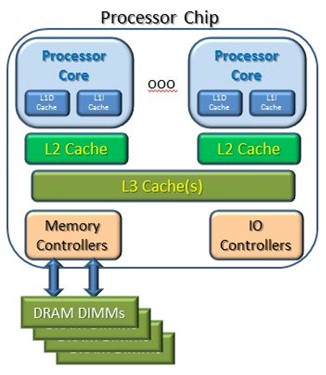 Processor Chip
Processor
Core
L1D
Cache
L1I
Cache
ooo
Processor
Core
L1D
Cache
L1I
Cache
L2 Cache
L2 Cache
L3 Cache(s)
Memory
Controllers
IO
Controllers
DRAM DIMMs